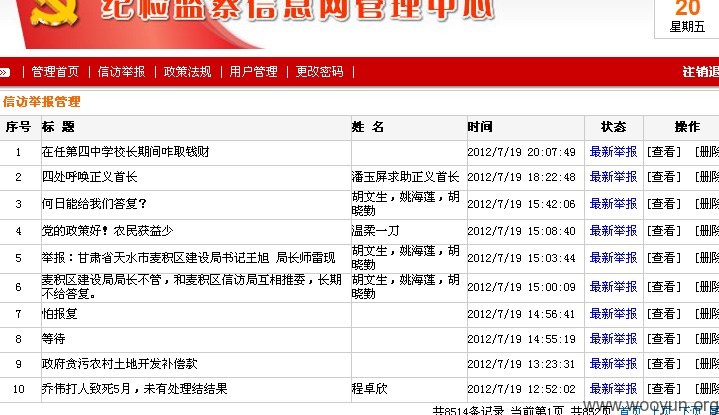 纪检监察信息网管理中心
20
星期五
管理首页 | 信访举报 | 政策法规 | 用户管理 | 更改密码 |
注销退
信访举报管理
序号 标 题 姓 名 时间 状态 操作
1 在任第四中学校长期间咋取钱财 2012/7/19 20:07:49 最新举报 [查看] [删除
2 四处呼唤正义首长 潘玉屏求助正义首长 2012/7/19 18:22:48 最新举报 [查看] [删除
3 何日能给我们答复？ 胡文生，姚海莲，胡晓勤 2012/7/19 15:42:06 最新举报 [查看] [删除
4 党的政策好！农民获益少 温柔一刀 2012/7/19 15:08:40 最新举报 [查看] [删除
5 举报：甘肃省天水市麦积区建设局书记王旭 局长师雷现 胡文生，姚海莲，胡晓勤 2012/7/19 15:03:44 最新举报 [查看] [删除
6 麦积区建设局局长不管，和麦积区信访局互相推委，长期不给答复。 胡文生，姚海莲，胡晓勤 2012/7/19 15:00:09 最新举报 [查看] [删除
7 怕报复 2012/7/19 14:56:41 最新举报 [查看] [删除
8 等待 2012/7/19 14:55:19 最新举报 [查看] [删除
9 政府贪污农村土地开发补偿款 2012/7/19 13:23:31 最新举报 [查看] [删除
10 乔伟打人致死5月，未有处理结结果 程卓欣 2012/7/19 12:52:02 最新举报 [查看] [删除
共8514条记录 当前第1页 共852页 首页 上页 下页
www.wooyun.org